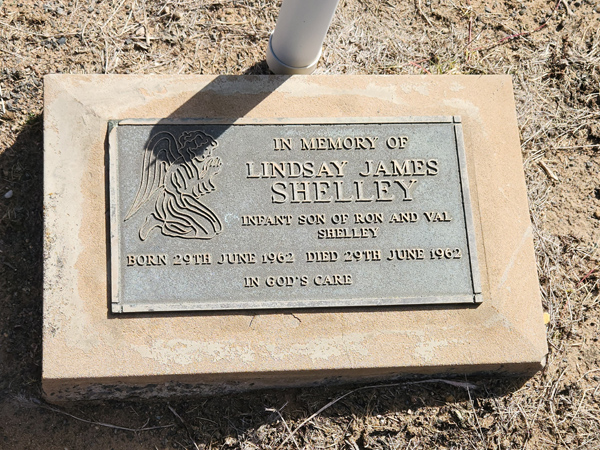 IN MEMORY OF
LINDSAY JAMES
SHELLEY
INFANT SON OF RON AND VAL
SHELLEY
BORN 29TH JUNE 1962 DIED 29TH JUNE 1962
IN GOD'S CARE